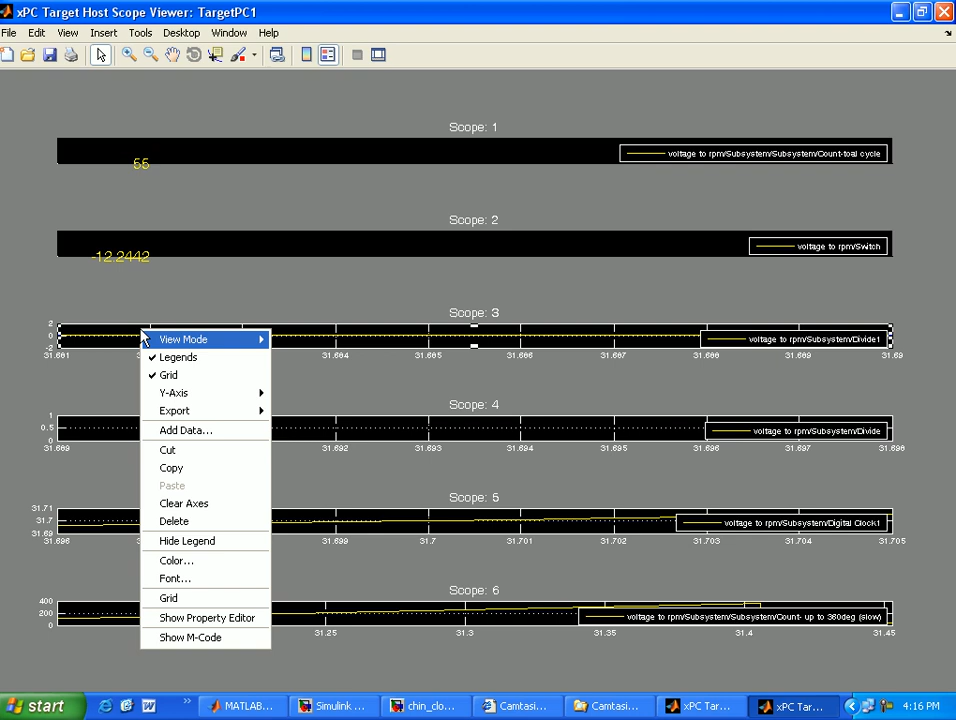 xPC Target Host Scope Viewer: TargetPC1
File Edit View Insert Tools Desktop Window Help
Scope: 1
55
voltage to rpm/Subsystem/Subsystem/Count-toal cycle
Scope: 2
-12.2442
voltage to rpm/Switch
Scope: 3
2
0
-2
voltage to rpm/Subsystem/Divide1
31.661 31.664 31.665 31.666 31.667 31.668 31.669 31.69
View Mode
Legends
Grid
Y-Axis
Export
Add Data...
Cut
Copy
Paste
Clear Axes
Delete
Hide Legend
Color...
Font...
Grid
Show Property Editor
Show M-Code
Scope: 4
1
0.5
0
voltage to rpm/Subsystem/Divide
31.689 31.692 31.693 31.694 31.695 31.696 31.697 31.698
Scope: 5
31.71
31.7
31.69
voltage to rpm/Subsystem/Digital Clock1
31.696 31.699 31.7 31.701 31.702 31.703 31.704 31.705
Scope: 6
400
200
0
voltage to rpm/Subsystem/Subsystem/Count- up to 360deg (slow)
31.25 31.3 31.35 31.4 31.45
start
MATLAB...
Simulink ...
chin_clo...
Camtasi...
Camtasi...
xPC Tar...
xPC Tar...
4:16 PM